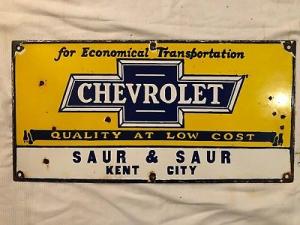 for Economical Transportation
CHEVROLET
QUALITY AT LOW COST
SAUR & SAUR
KENT CITY